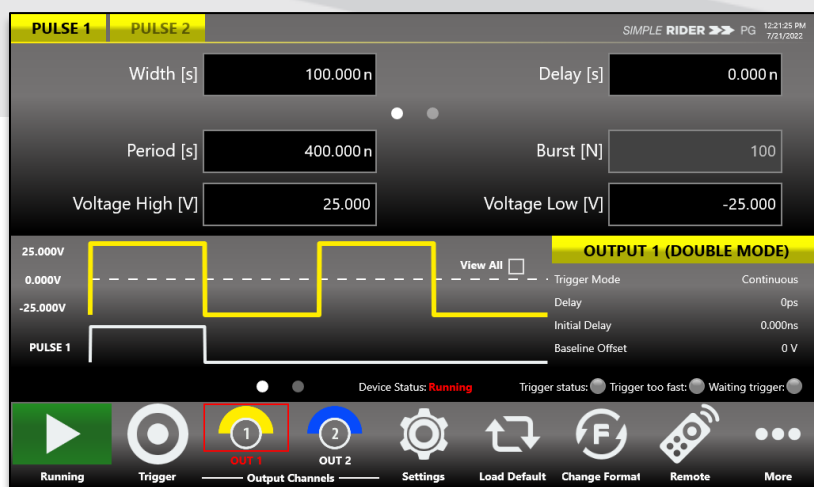 PULSE 1 PULSE 2 SIMPLE RIDER PG 12:21:25 PM
7/21/2022
Width [s] 100.000 n Delay [s] 0.000 n
Period [s] 400.000 n Burst [N] 100
Voltage High [V] 25.000 Voltage Low [V] -25.000
25.000V View All OUTPUT 1 (DOUBLE MODE)
0.000V Trigger Mode Continuous
-25.000V Delay 0ps
Initial Delay 0.000ns
PULSE 1 Baseline Offset 0 V
Device Status: Running Trigger status: Trigger too fast: Waiting trigger:
1 2 F
OUT 1 OUT 2
Running Trigger Output Channels Settings Load Default Change Format Remote More